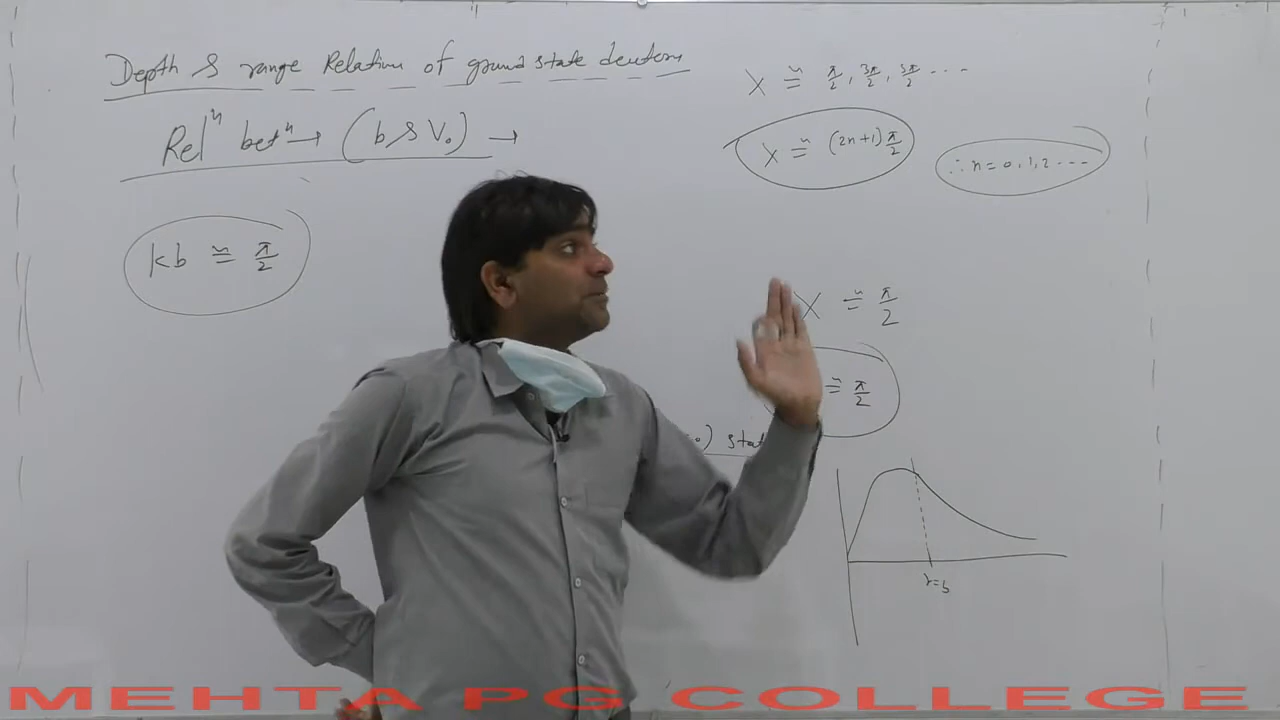 Depth & range Relation of ground state deuteron
Relⁿ betⁿ → (b & V₀) →
kb ≅ π/2
X ≅ π/2, 3π/2, 5π/2 ...
X ≅ (2n+1) π/2
∴ n = 0, 1, 2 ...
X ≅ π/2
≅ π/2
) stat
r=b
MEHTA PG COLLEGE